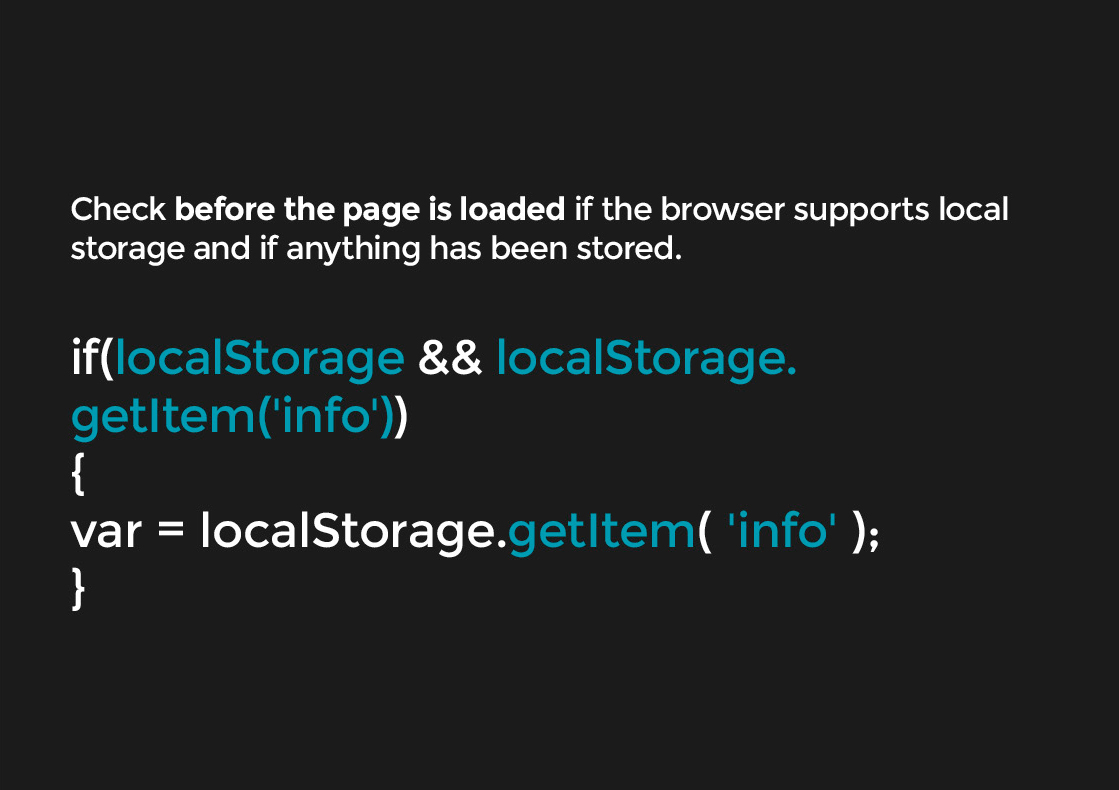 Check before the page is loaded if the browser supports local
storage and if anything has been stored.
if(localStorage && localStorage.
getItem('info'))
{
var = localStorage.getItem( 'info' );
}